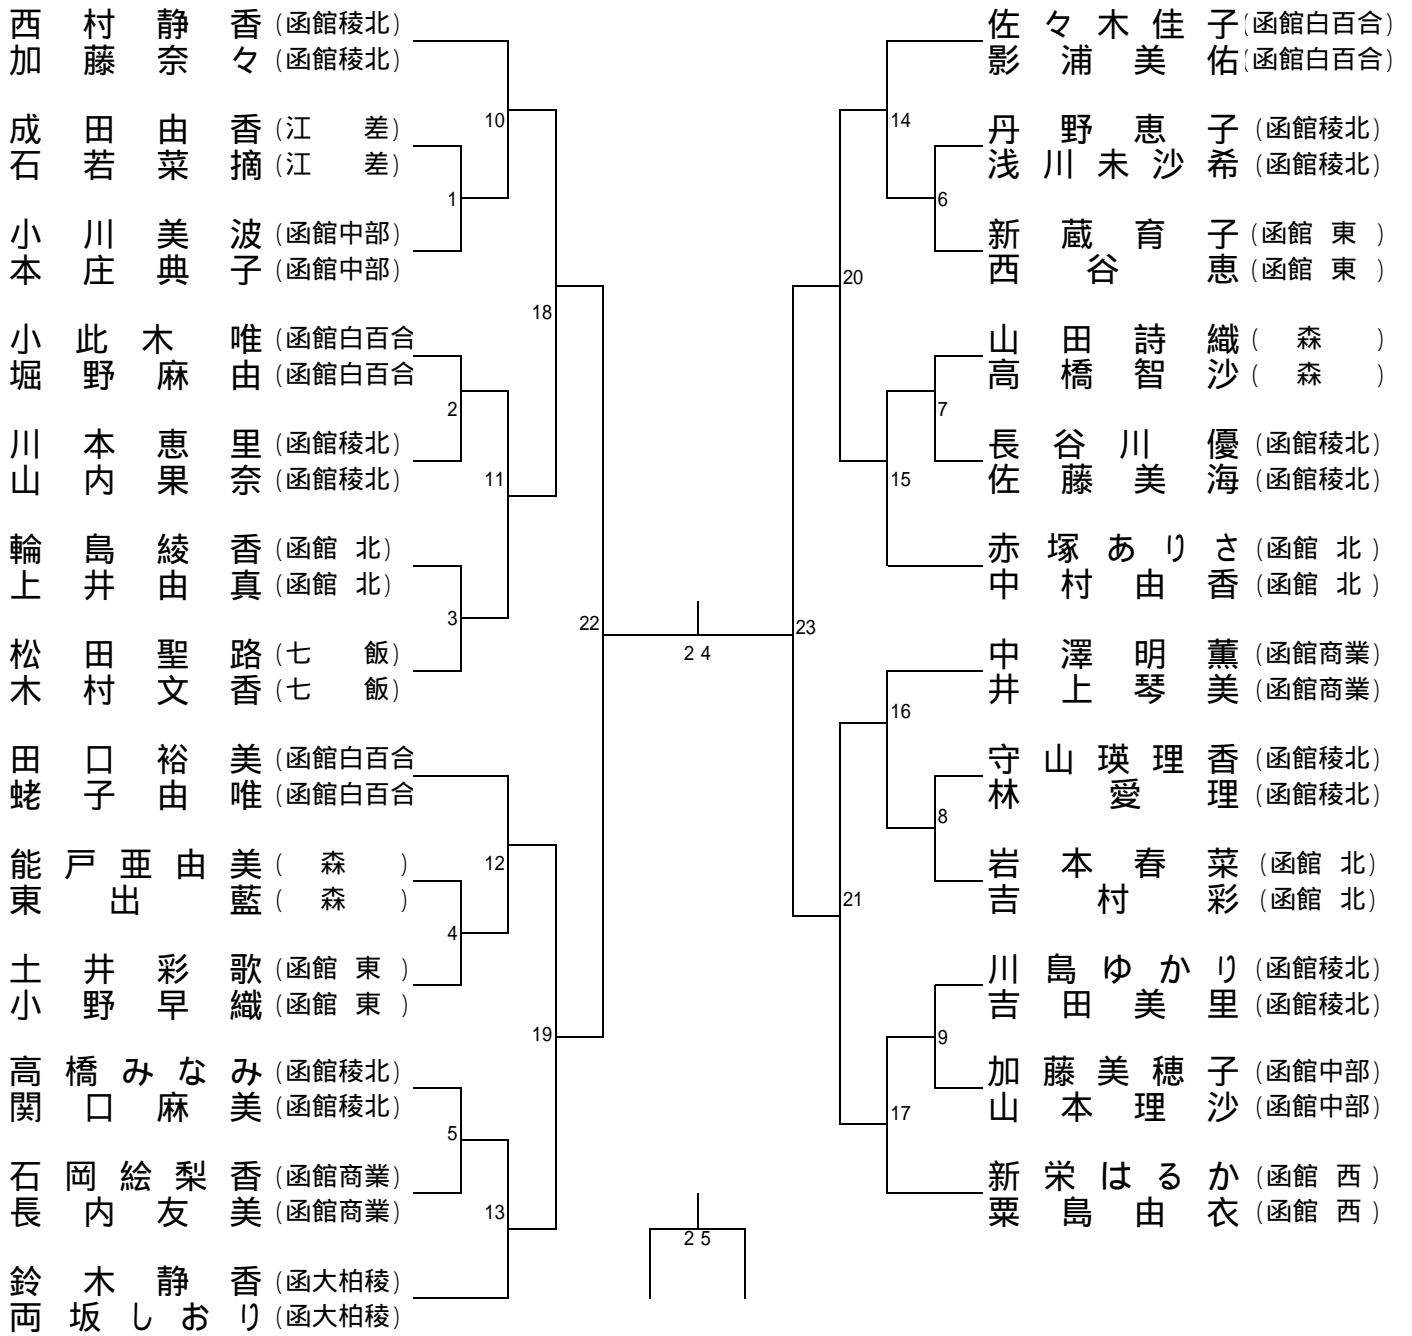 西村静香(函館稜北)
加藤奈々(函館稜北)
10
成田由香(江差)
石若菜摘(江差)
1
小川美波(函館中部)
本庄典子(函館中部)
18
小此木唯(函館白百合
堀野麻由(函館白百合
2
川本恵里(函館稜北)
山内果奈(函館稜北)
11
輪島綾香(函館 北)
上井由真(函館 北)
3
22
松田聖路(七飯)
木村文香(七飯)
田口裕美(函館白百合
蛯子由唯(函館白百合
12
能戸亜由美(森)
東出藍(森)
4
土井彩歌(函館 東)
小野早織(函館 東)
19
高橋みなみ(函館稜北)
関口麻美(函館稜北)
5
石岡絵梨香(函館商業)
長内友美(函館商業)
13
鈴木静香(函大柏稜)
両坂しおり(函大柏稜)
24
25
佐々木佳子(函館白百合)
影浦美佑(函館白百合)
14
丹野恵子(函館稜北)
浅川未沙希(函館稜北)
6
新蔵育子(函館 東)
西谷恵(函館 東)
20
山田詩織(森)
高橋智沙(森)
7
長谷川優(函館稜北)
佐藤美海(函館稜北)
15
赤塚ありさ(函館 北)
中村由香(函館 北)
23
中澤明薫(函館商業)
井上琴美(函館商業)
16
守山瑛理香(函館稜北)
林愛理(函館稜北)
8
岩本春菜(函館 北)
吉村彩(函館 北)
21
川島ゆかり(函館稜北)
吉田美里(函館稜北)
9
加藤美穂子(函館中部)
山本理沙(函館中部)
17
新栄はるか(函館 西)
粟島由衣(函館 西)